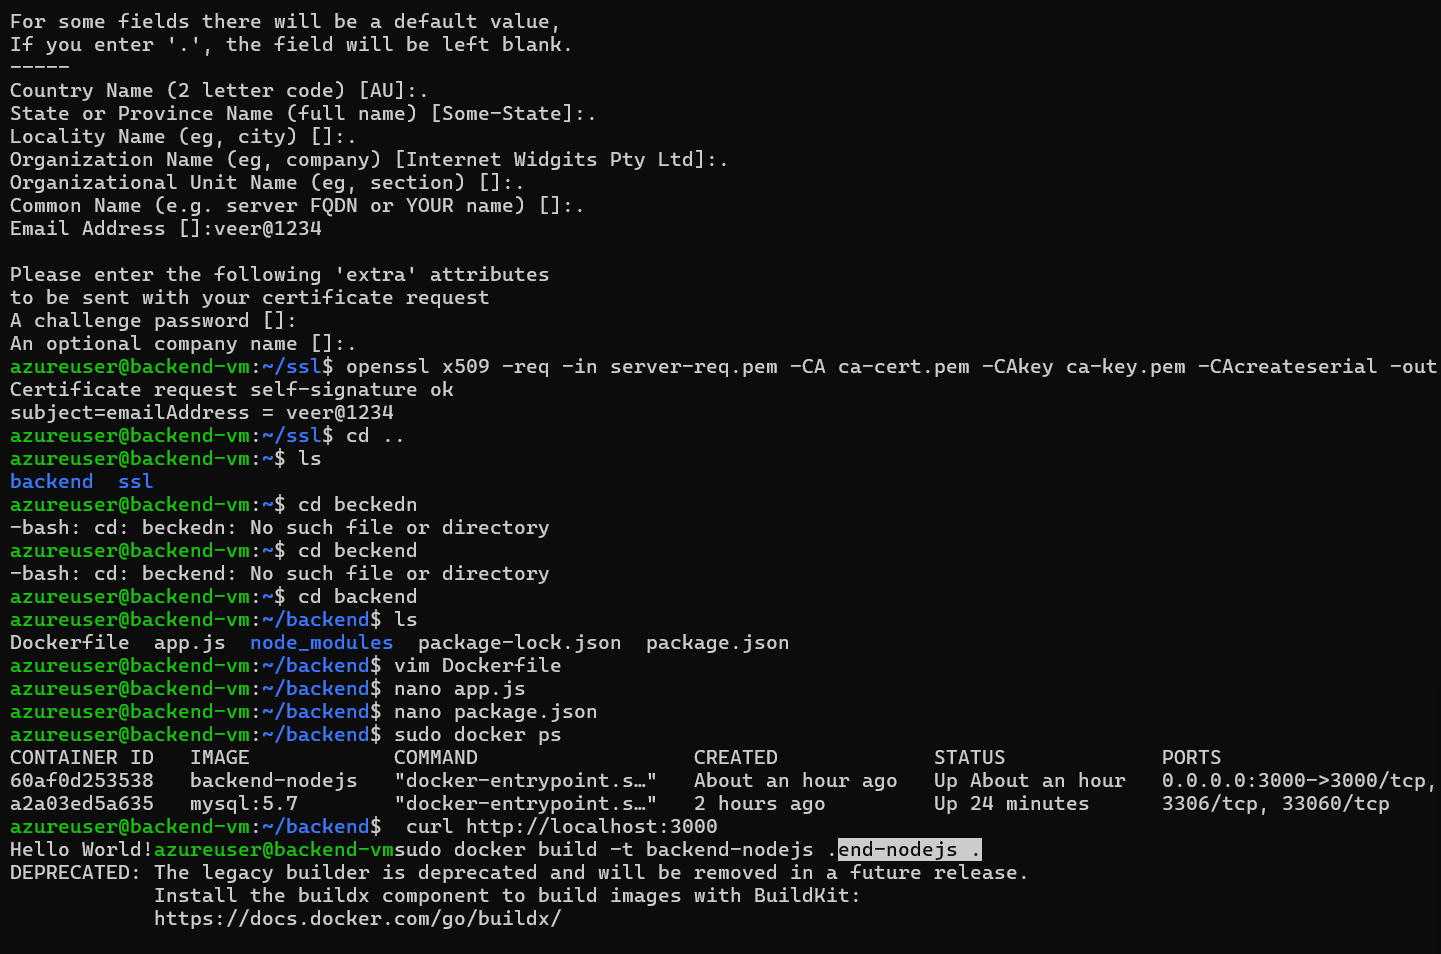 For some fields there will be a default value,
If you enter '.', the field will be left blank.
-----
Country Name (2 letter code) [AU]:.
State or Province Name (full name) [Some-State]:.
Locality Name (eg, city) []:.
Organization Name (eg, company) [Internet Widgits Pty Ltd]:.
Organizational Unit Name (eg, section) []:.
Common Name (e.g. server FQDN or YOUR name) []:.
Email Address []:veer@1234
Please enter the following 'extra' attributes
to be sent with your certificate request
A challenge password []:
An optional company name []:.
azureuser@backend-vm:~/ssl$ openssl x509 -req -in server-req.pem -CA ca-cert.pem -CAkey ca-key.pem -CAcreateserial -out
Certificate request self-signature ok
subject=emailAddress = veer@1234
azureuser@backend-vm:~/ssl$ cd ..
azureuser@backend-vm:~$ ls
backend  ssl
azureuser@backend-vm:~$ cd beckedn
-bash: cd: beckedn: No such file or directory
azureuser@backend-vm:~$ cd beckend
-bash: cd: beckend: No such file or directory
azureuser@backend-vm:~$ cd backend
azureuser@backend-vm:~/backend$ ls
Dockerfile  app.js  node_modules  package-lock.json  package.json
azureuser@backend-vm:~/backend$ vim Dockerfile
azureuser@backend-vm:~/backend$ nano app.js
azureuser@backend-vm:~/backend$ nano package.json
azureuser@backend-vm:~/backend$ sudo docker ps
CONTAINER ID   IMAGE            COMMAND                  CREATED             STATUS             PORTS
60af0d253538   backend-nodejs   "docker-entrypoint.s…"   About an hour ago   Up About an hour   0.0.0.0:3000->3000/tcp,
a2a03ed5a635   mysql:5.7        "docker-entrypoint.s…"   2 hours ago         Up 24 minutes      3306/tcp, 33060/tcp
azureuser@backend-vm:~/backend$  curl http://localhost:3000
Hello World!azureuser@backend-vmsudo docker build -t backend-nodejs .end-nodejs .
DEPRECATED: The legacy builder is deprecated and will be removed in a future release.
Install the buildx component to build images with BuildKit:
https://docs.docker.com/go/buildx/